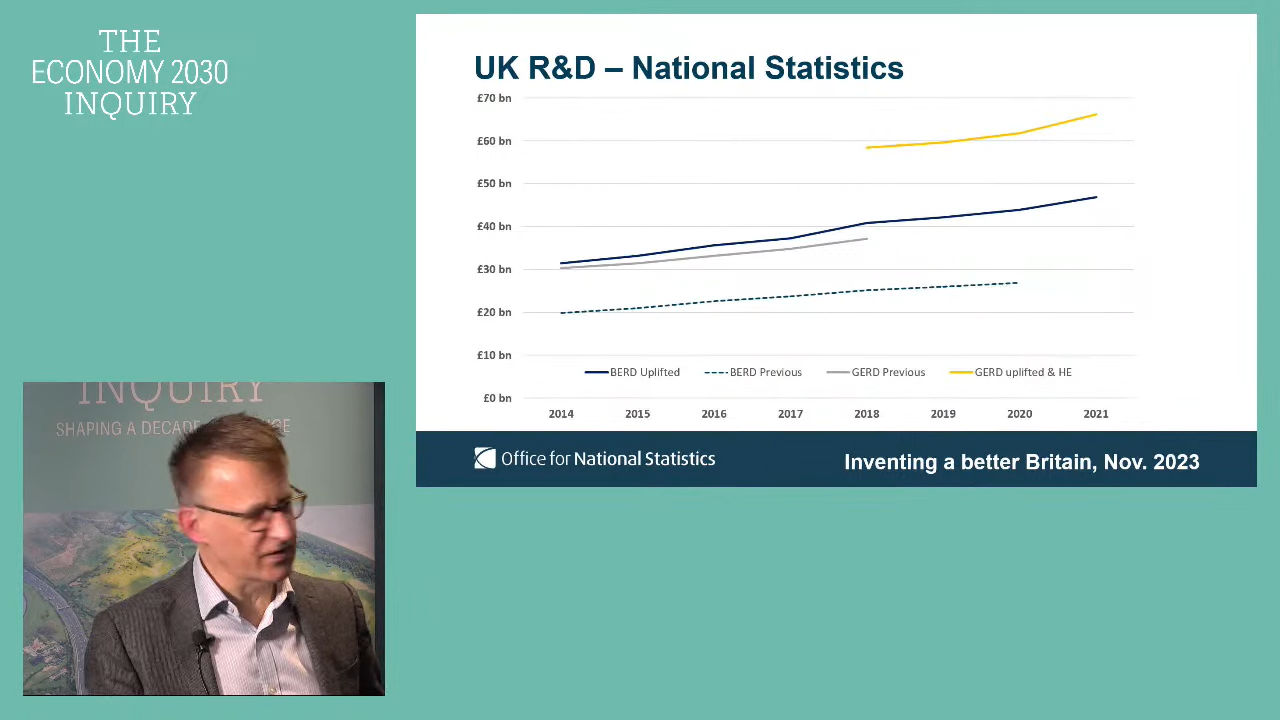 THE
ECONOMY 2030
INQUIRY
UK R&D – National Statistics
£70 bn
£60 bn
£50 bn
£40 bn
£30 bn
£20 bn
£10 bn
£0 bn
BERD Uplifted
BERD Previous
GERD Previous
GERD uplifted & HE
2014 2015 2016 2017 2018 2019 2020 2021
Office for National Statistics
Inventing a better Britain, Nov. 2023
INQUIRY
SHAPING A DECADE